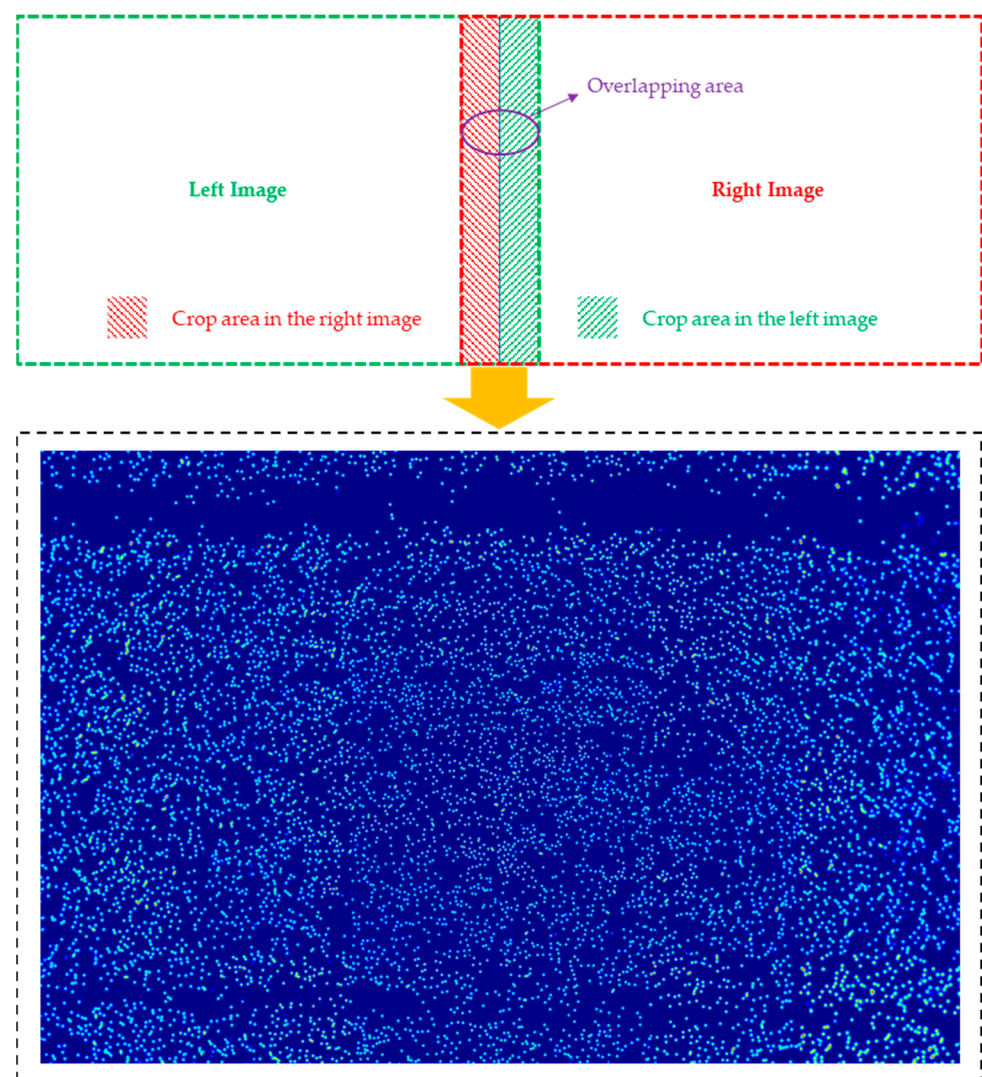 Overlapping area
Left Image
Right Image
Crop area in the right image
Crop area in the left image